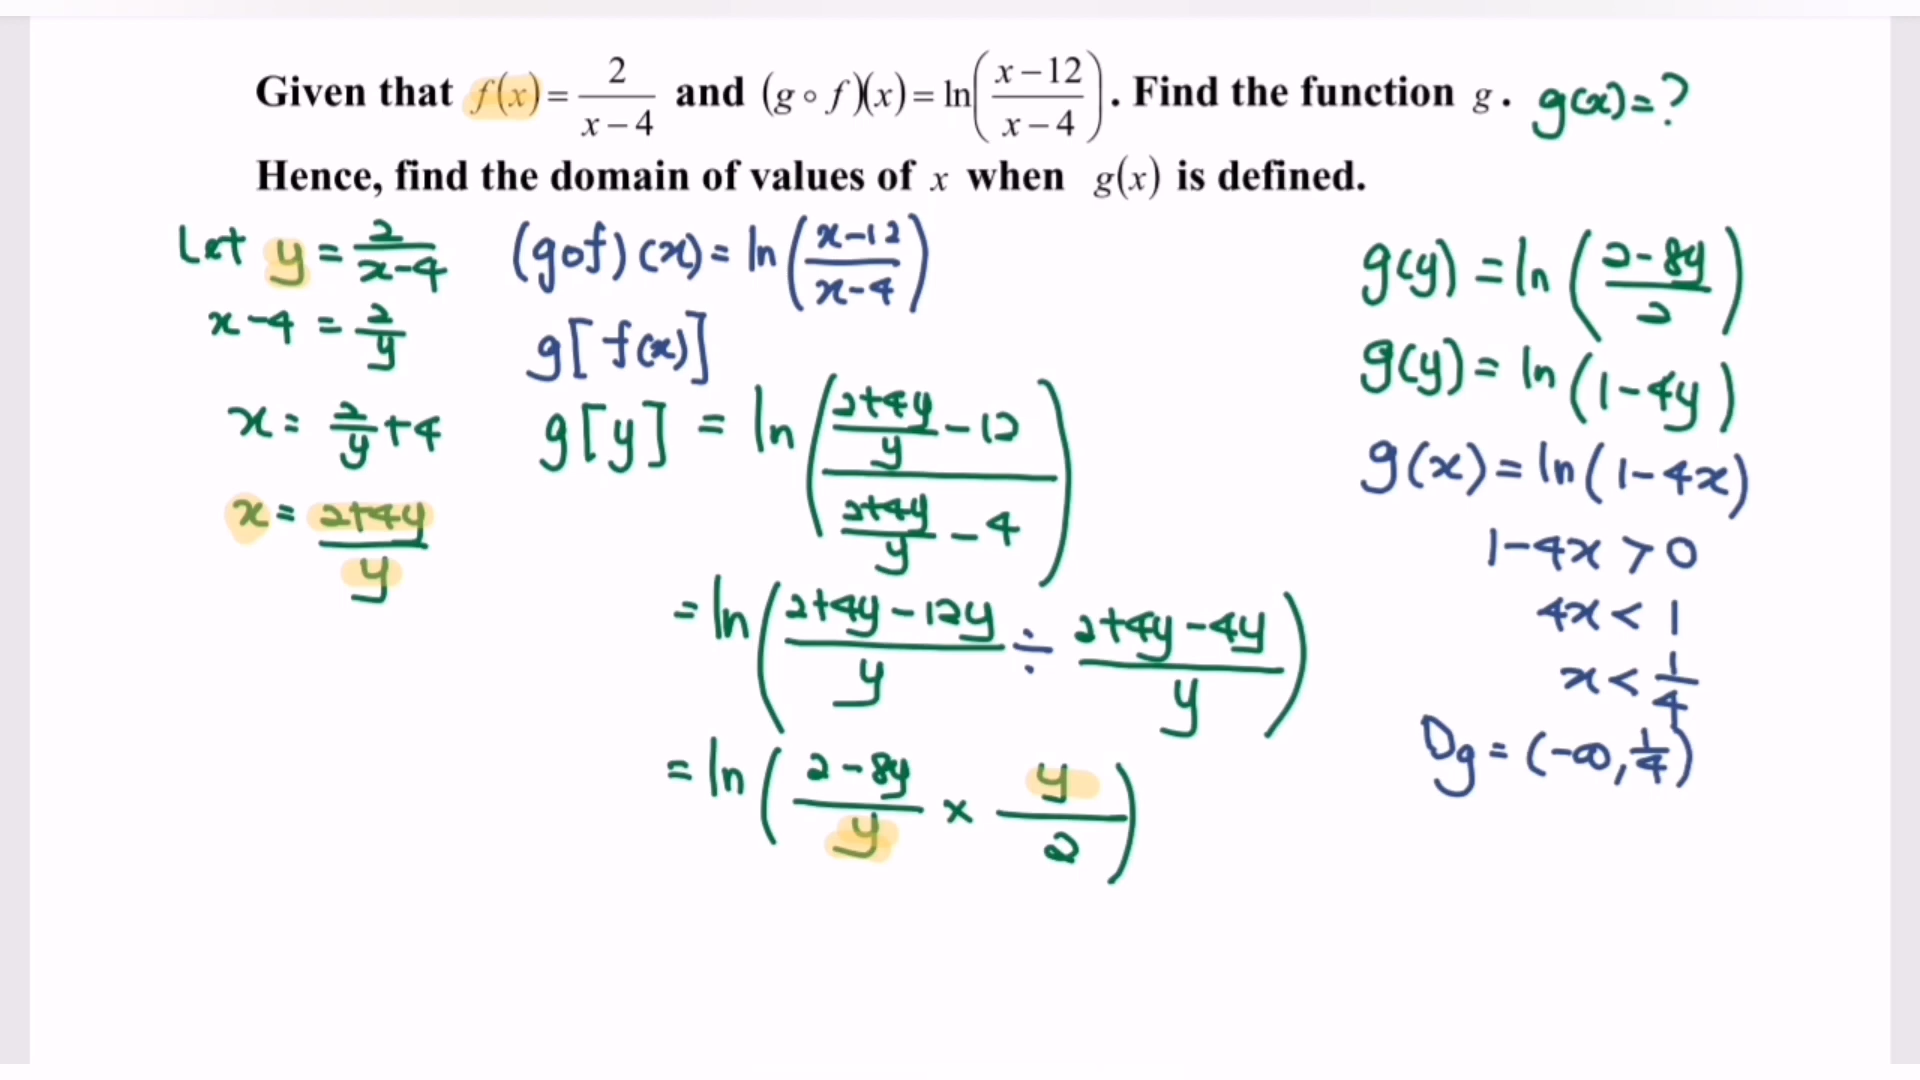 Given that f(x) = 2/(x − 4) and (g ∘ f)(x) = ln((x − 12)/(x − 4)). Find the function g. g(x) = ?
Hence, find the domain of values of x when g(x) is defined.
Let y = 2/(x−4)
x−4 = 2/y
x = 2/y + 4
x = (2+4y)/y
(gof)(x) = ln((x−12)/(x−4))
g[f(x)]
g[y] = ln(((2+4y)/y − 12)/((2+4y)/y − 4))
= ln((2+4y−12y)/y ÷ (2+4y−4y)/y)
= ln((2−8y)/y × y/2)
g(y) = ln((2−8y)/2)
g(y) = ln(1−4y)
g(x) = ln(1−4x)
1−4x > 0
4x < 1
x < 1/4
Dg = (−∞, 1/4)